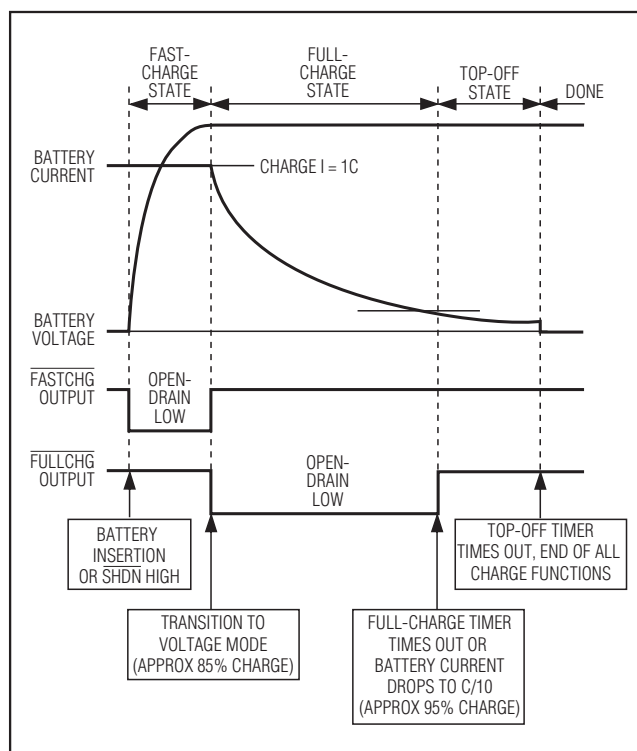 FAST-
CHARGE
STATE
FULL-
CHARGE
STATE
TOP-OFF
STATE
DONE
BATTERY
CURRENT
CHARGE I = 1C
BATTERY
VOLTAGE
FASTCHG
OUTPUT
OPEN-
DRAIN
LOW
FULLCHG
OUTPUT
OPEN-
DRAIN
LOW
BATTERY
INSERTION
OR SHDN HIGH
TOP-OFF TIMER
TIMES OUT, END OF ALL
CHARGE FUNCTIONS
TRANSITION TO
VOLTAGE MODE
(APPROX 85% CHARGE)
FULL-CHARGE TIMER
TIMES OUT OR
BATTERY CURRENT
DROPS TO C/10
(APPROX 95% CHARGE)